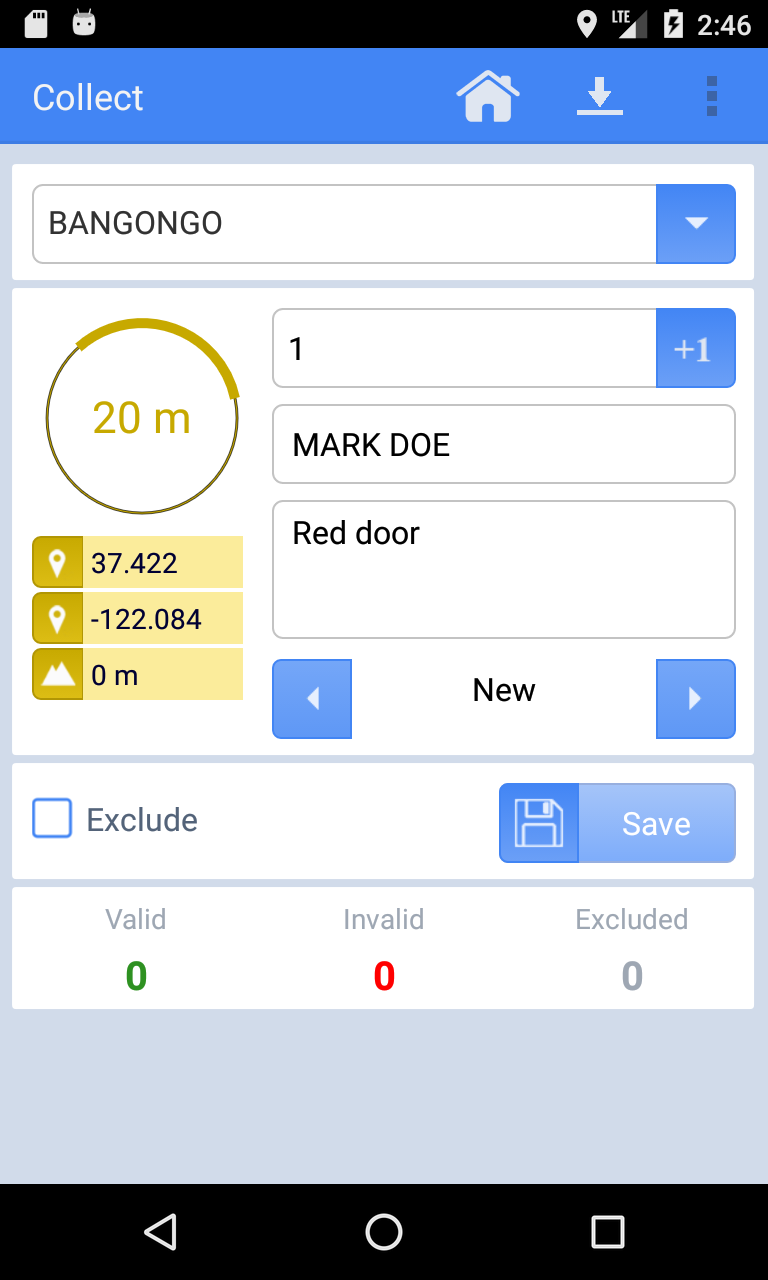 LTE 2:46
Collect
BANGONGO
1 +1
20 m
MARK DOE
Red door
37.422
-122.084
0 m
New
Exclude Save
Valid Invalid Excluded
0 0 0